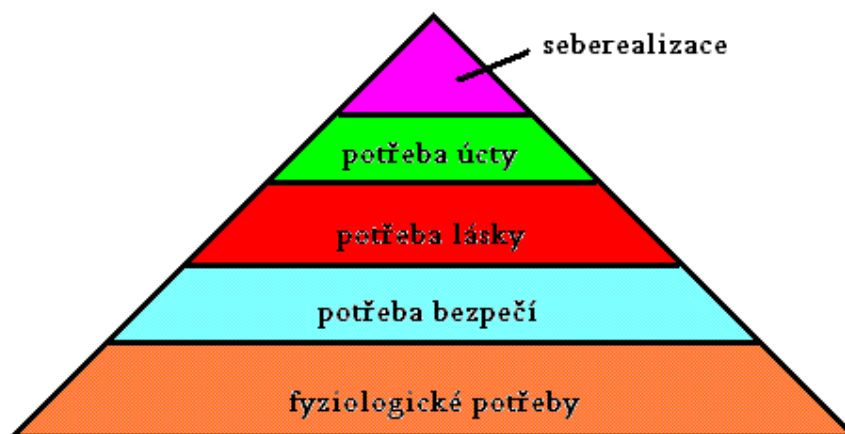 seberealizace
potřeba úcty
potřeba lásky
potřeba bezpečí
fyziologické potřeby